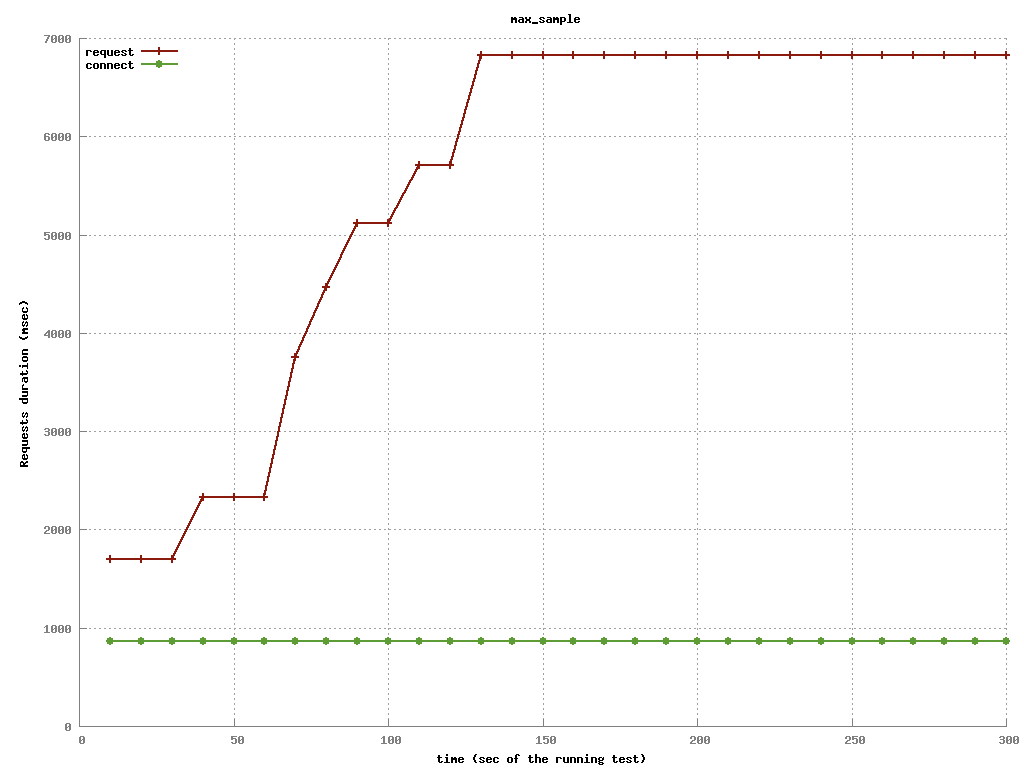 max_sample
7000
request
connect
6000
5000
4000
3000
2000
1000
0
Requests duration (msec)
0 50 100 150 200 250 300
time (sec of the running test)